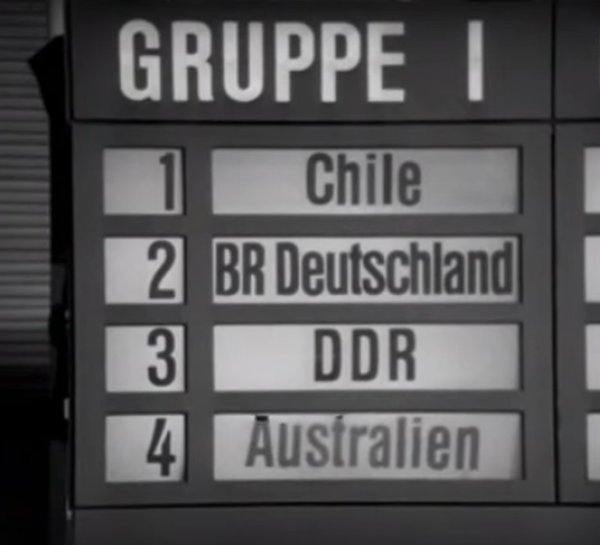 GRUPPE I
1 Chile
2 BR Deutschland
3 DDR
4 Australien